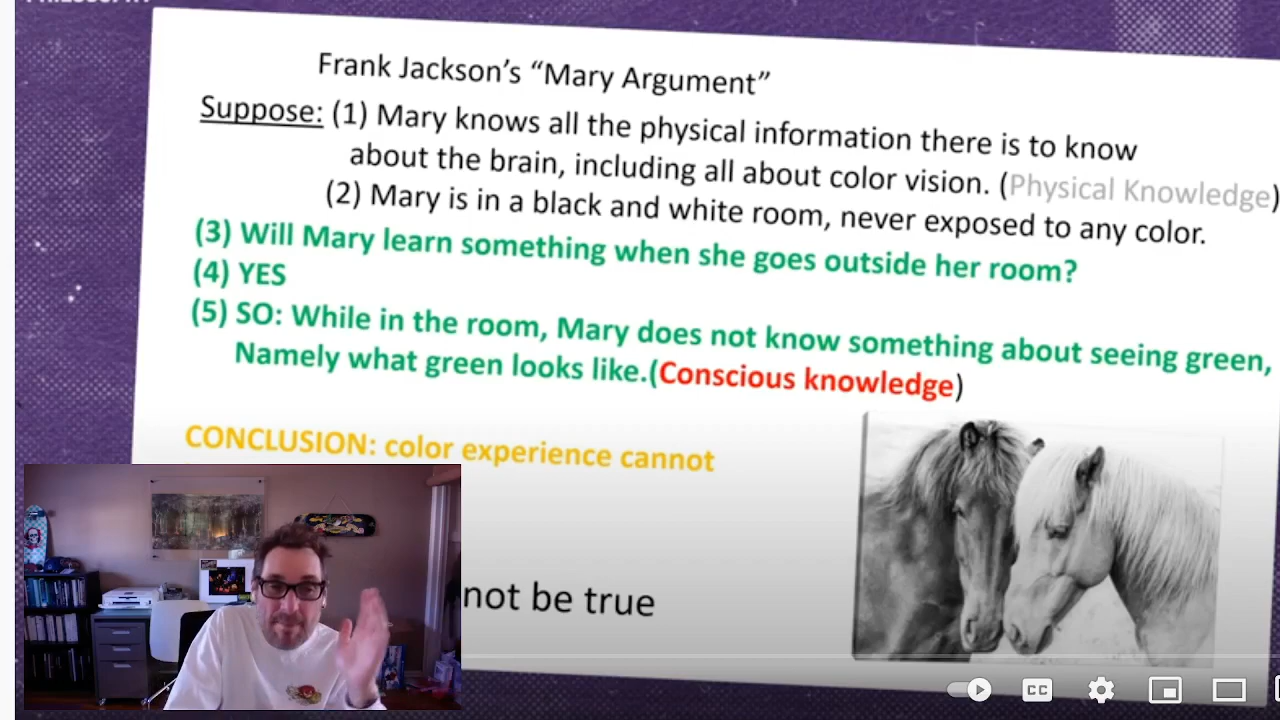 Frank Jackson's “Mary Argument”
Suppose: (1) Mary knows all the physical information there is to know
about the brain, including all about color vision. (Physical Knowledge)
(2) Mary is in a black and white room, never exposed to any color.
(3) Will Mary learn something when she goes outside her room?
(4) YES
(5) SO: While in the room, Mary does not know something about seeing green,
Namely what green looks like.(Conscious knowledge)
CONCLUSION: color experience cannot
not be true
CC